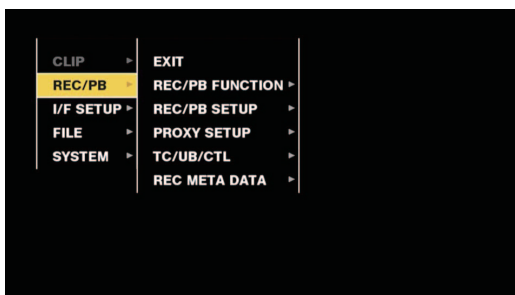 CLIP
REC/PB
I/F SETUP
FILE
SYSTEM
EXIT
REC/PB FUNCTION
REC/PB SETUP
PROXY SETUP
TC/UB/CTL
REC META DATA